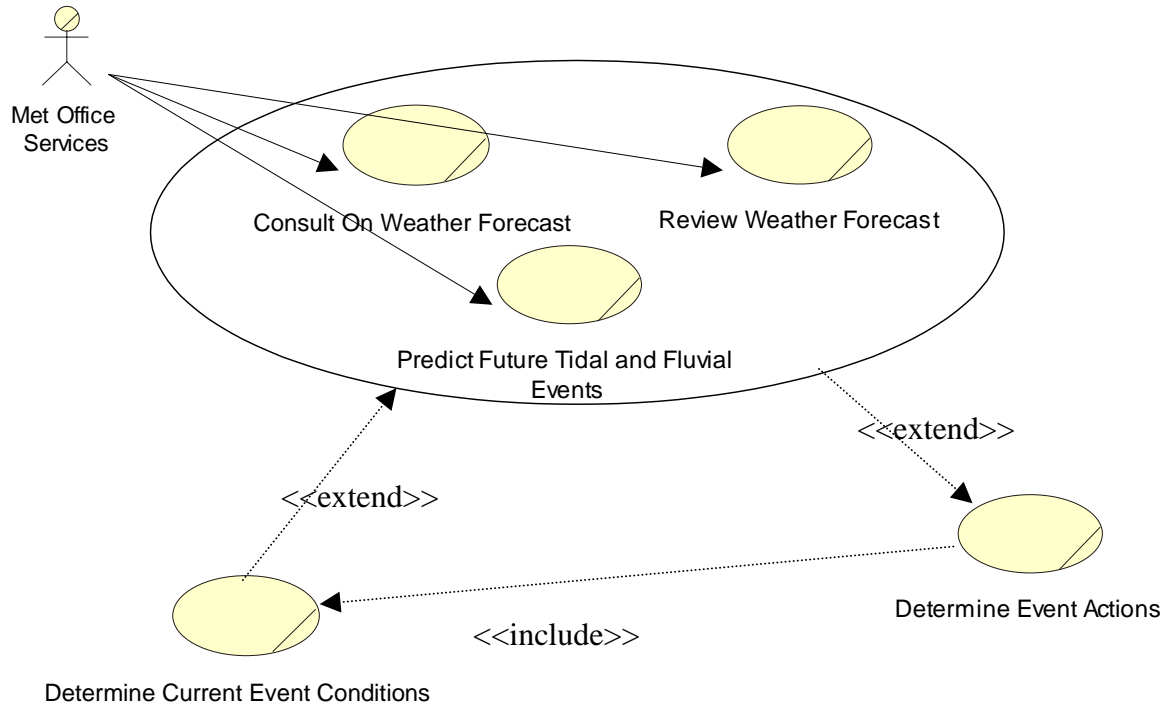 Met Office
Services
Consult On Weather Forecast
Review Weather Forecast
Predict Future Tidal and Fluvial
Events
<<extend>>
<<extend>>
Determine Event Actions
<<include>>
Determine Current Event Conditions